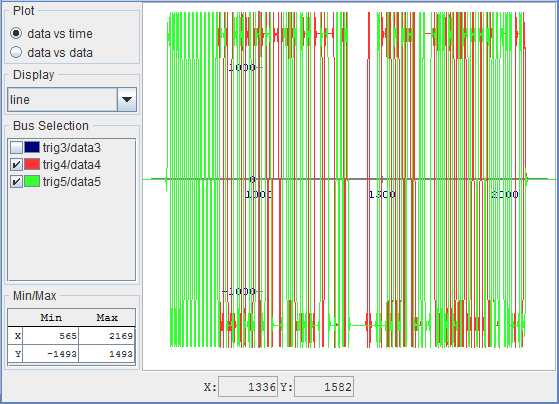 Plot
data vs time
data vs data
Display
line
Bus Selection
trig3/data3
trig4/data4
trig5/data5
Min/Max
Min Max
X 565 2169
Y -1493 1493
1000
0
-1000
1000
2000
X: 1336 Y: 1582